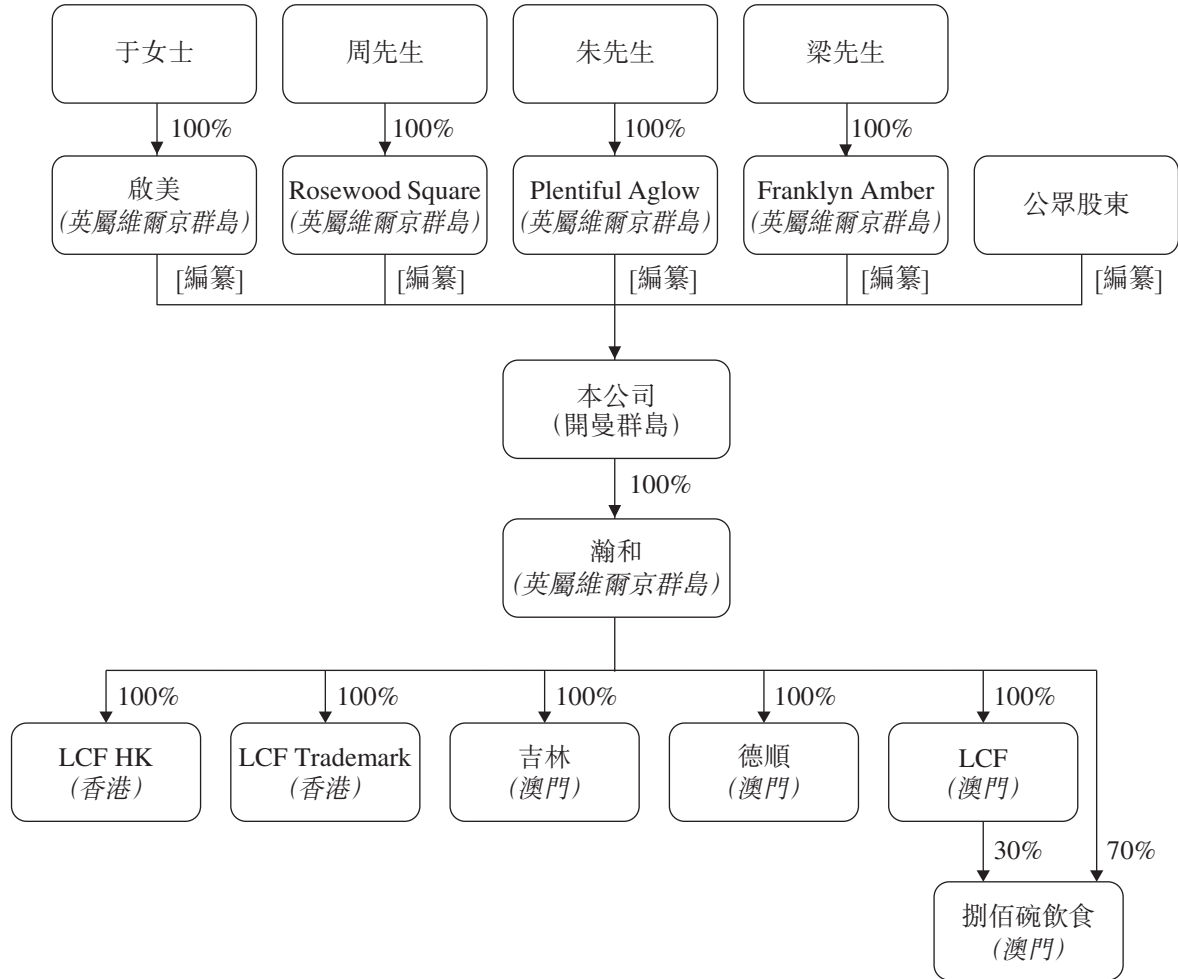 于女士
周先生
朱先生
梁先生
100%
100%
100%
100%
啟美
(英屬維爾京群島)
Rosewood Square
(英屬維爾京群島)
Plentiful Aglow
(英屬維爾京群島)
Franklyn Amber
(英屬維爾京群島)
公眾股東
[編纂]
[編纂]
[編纂]
[編纂]
[編纂]
本公司
(開曼群島)
100%
瀚和
(英屬維爾京群島)
100%
100%
100%
100%
100%
LCF HK
(香港)
LCF Trademark
(香港)
吉林
(澳門)
德順
(澳門)
LCF
(澳門)
30%
70%
捌佰碗飲食
(澳門)